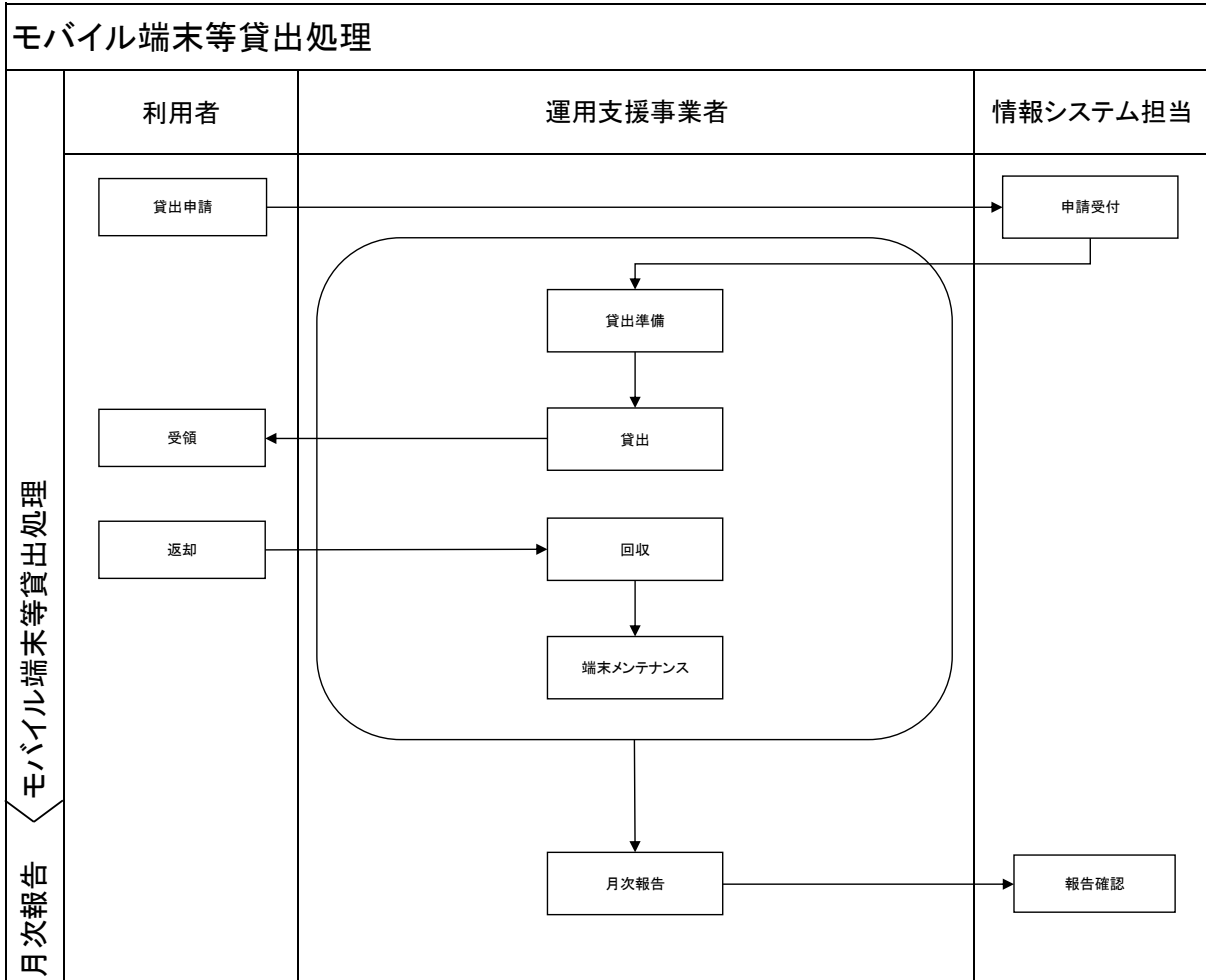 モバイル端末等貸出処理
利用者
運用支援事業者
情報システム担当
貸出申請
申請受付
貸出準備
受領
貸出
返却
回収
端末メンテナンス
月次報告
報告確認
モバイル端末等貸出処理
月次報告